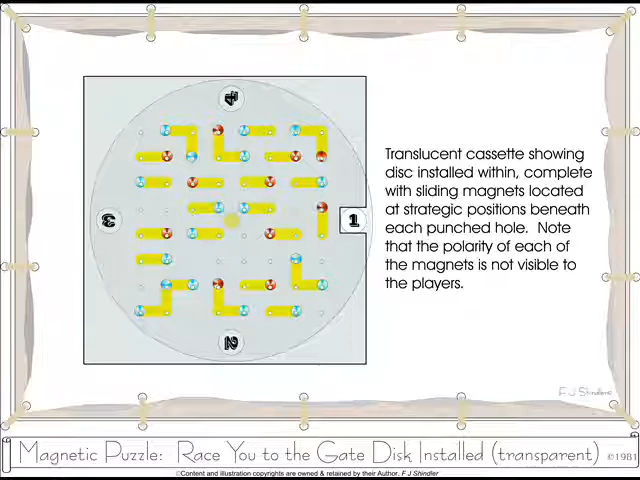 4
3
1
2
Translucent cassette showing
disc installed within, complete
with sliding magnets located
at strategic positions beneath
each punched hole.  Note
that the polarity of each of
the magnets is not visible to
the players.
F J Shindler
Magnetic Puzzle:  Race You to the Gate Disk Installed (transparent) ©1981
©Content and illustration copyrights are owned & retained by their Author. F J Shindler